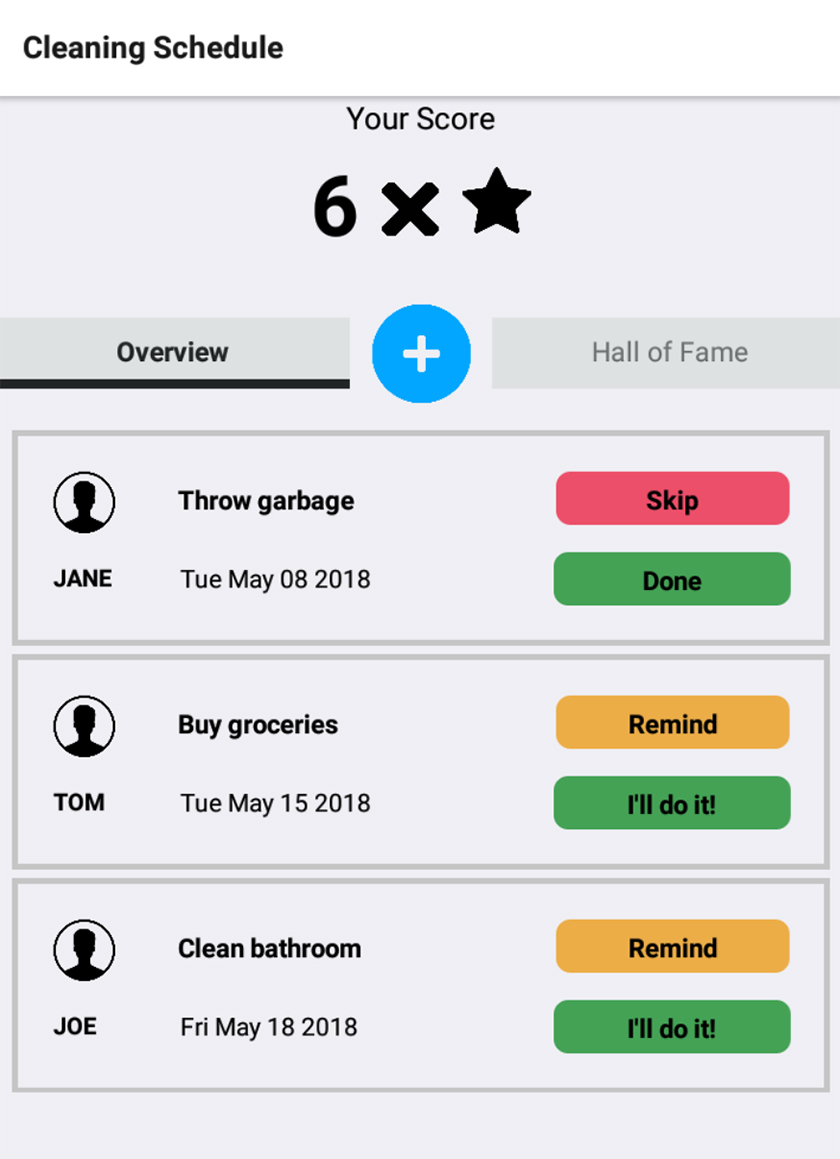 Cleaning Schedule
Your Score
6 ×
Overview
+
Hall of Fame
Throw garbage
Skip
JANE
Tue May 08 2018
Done
Buy groceries
Remind
TOM
Tue May 15 2018
I'll do it!
Clean bathroom
Remind
JOE
Fri May 18 2018
I'll do it!